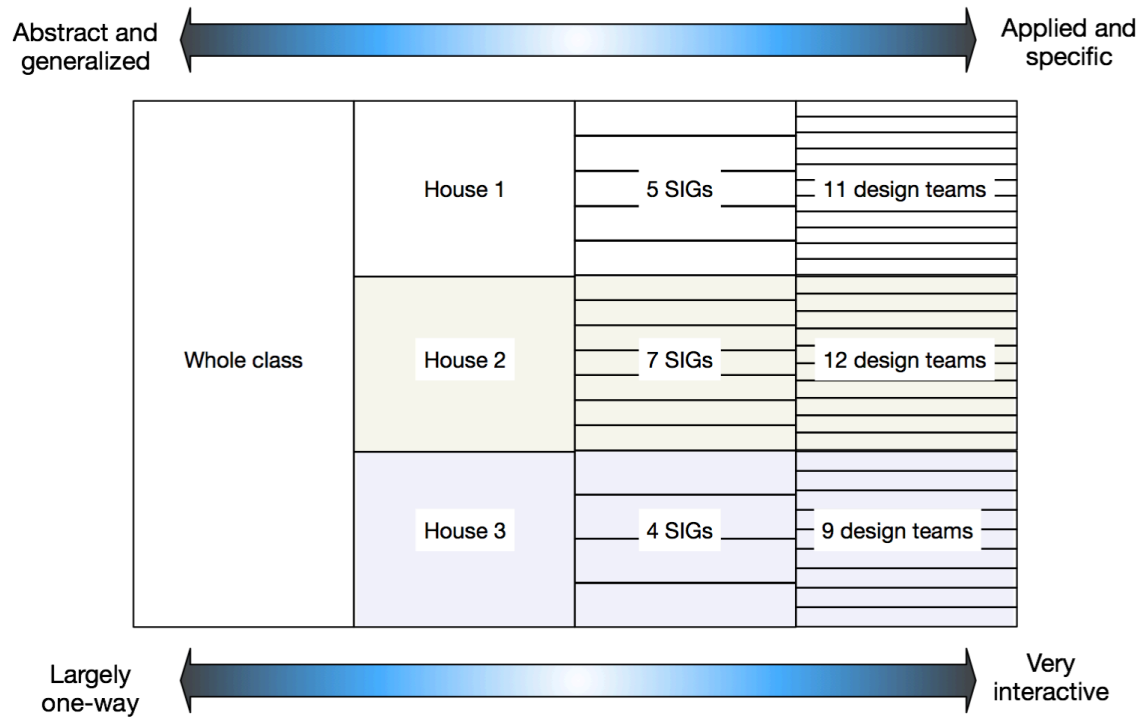 Abstract and
generalized
Applied and
specific
House 1
5 SIGs
11 design teams
Whole class
House 2
7 SIGs
12 design teams
House 3
4 SIGs
9 design teams
Largely
one-way
Very
interactive